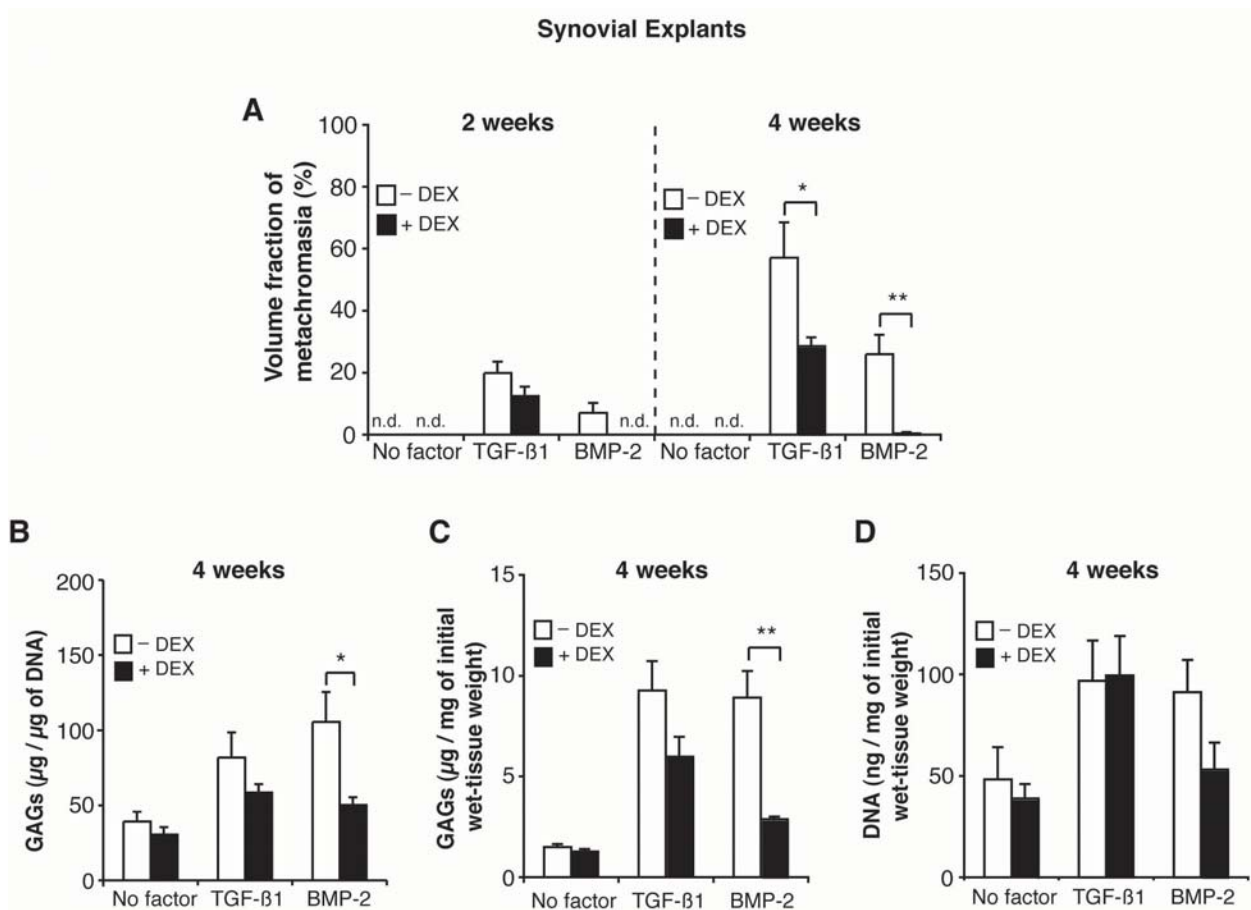 Synovial Explants
A
2 weeks
4 weeks
Volume fraction of
metachromasia (%)
100
80
60
40
20
0
− DEX
+ DEX
− DEX
+ DEX
*
**
n.d. n.d. n.d. n.d. n.d.
No factor TGF-ß1 BMP-2 No factor TGF-ß1 BMP-2
B
4 weeks
GAGs (µg / µg of DNA)
200
150
100
50
0
− DEX
+ DEX
*
No factor TGF-ß1 BMP-2
C
4 weeks
GAGs (µg / mg of initial
wet-tissue weight)
15
10
5
0
− DEX
+ DEX
**
No factor TGF-ß1 BMP-2
D
4 weeks
DNA (ng / mg of initial
wet-tissue weight)
150
100
50
0
− DEX
+ DEX
No factor TGF-ß1 BMP-2